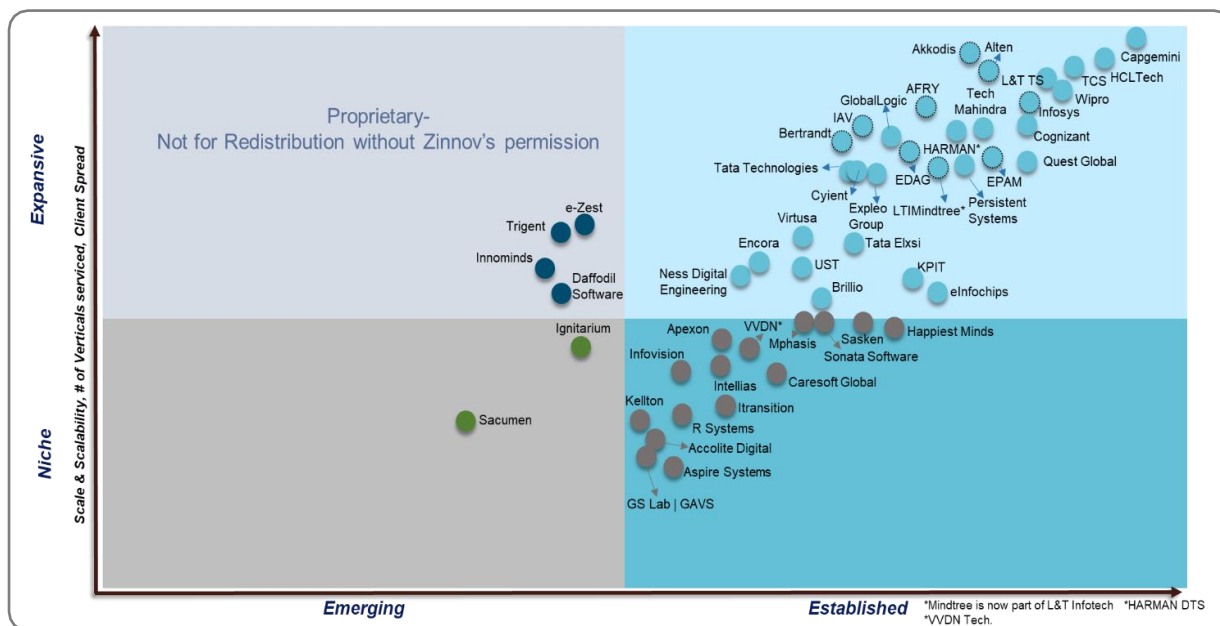 Expansive
Niche
Scale & Scalability, # of Verticals serviced, Client Spread
Proprietary-
Not for Redistribution without Zinnov's permission
Akkodis
Alten
Capgemini
L&T TS
TCS
HCLTech
AFRY
Tech
Mahindra
Wipro
GlobalLogic
Infosys
IAV
Bertrandt
Cognizant
HARMAN*
Tata Technologies
EDAG
EPAM
Quest Global
Cyient
Expleo
Group
LTIMindtree*
Persistent
Systems
e-Zest
Trigent
Virtusa
Tata Elxsi
Encora
Innominds
UST
Ness Digital
Engineering
KPIT
Daffodil
Software
Brillio
eInfochips
Ignitarium
Apexon
VVDN*
Mphasis
Sasken
Happiest Minds
Sonata Software
Infovision
Intellias
Caresoft Global
Kellton
Itransition
Sacumen
R Systems
Accolite Digital
Aspire Systems
GS Lab | GAVS
Emerging
Established
*Mindtree is now part of L&T Infotech *HARMAN DTS
*VVDN Tech.